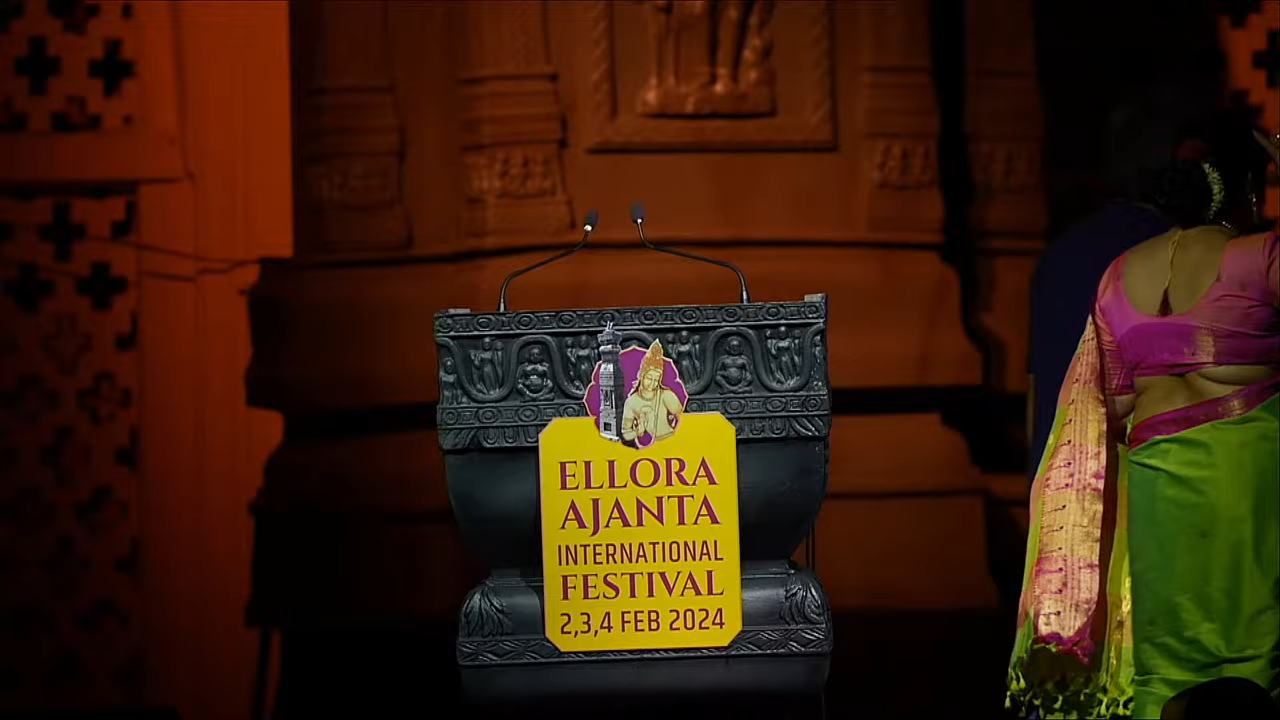 ELLORA
AJANTA
INTERNATIONAL
FESTIVAL
2,3,4 FEB 2024